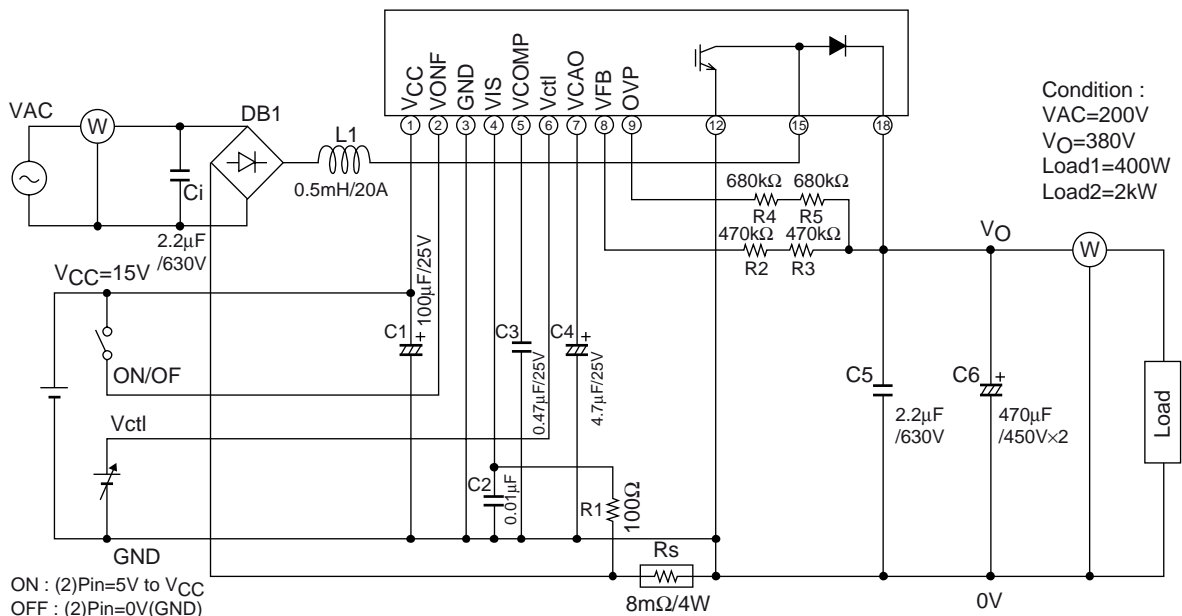 VCC
VONF
GND
VIS
VCOMP
Vctl
VCAO
VFB
OVP
1
2
3
4
5
6
7
8
9
12
15
18
Condition :
VAC=200V
VO=380V
Load1=400W
Load2=2kW
VAC
W
DB1
L1
0.5mH/20A
Ci
2.2μF
/630V
680kΩ
680kΩ
R4
R5
470kΩ
470kΩ
R2
R3
VO
W
VCC=15V
100μF/25V
C1
+
C3
0.47μF/25V
C4
+
4.7μF/25V
ON/OF
Vctl
C2
0.01μF
R1
100Ω
C5
2.2μF
/630V
C6
+
470μF
/450V×2
Load
GND
Rs
8mΩ/4W
0V
ON : (2)Pin=5V to VCC
OFF : (2)Pin=0V(GND)